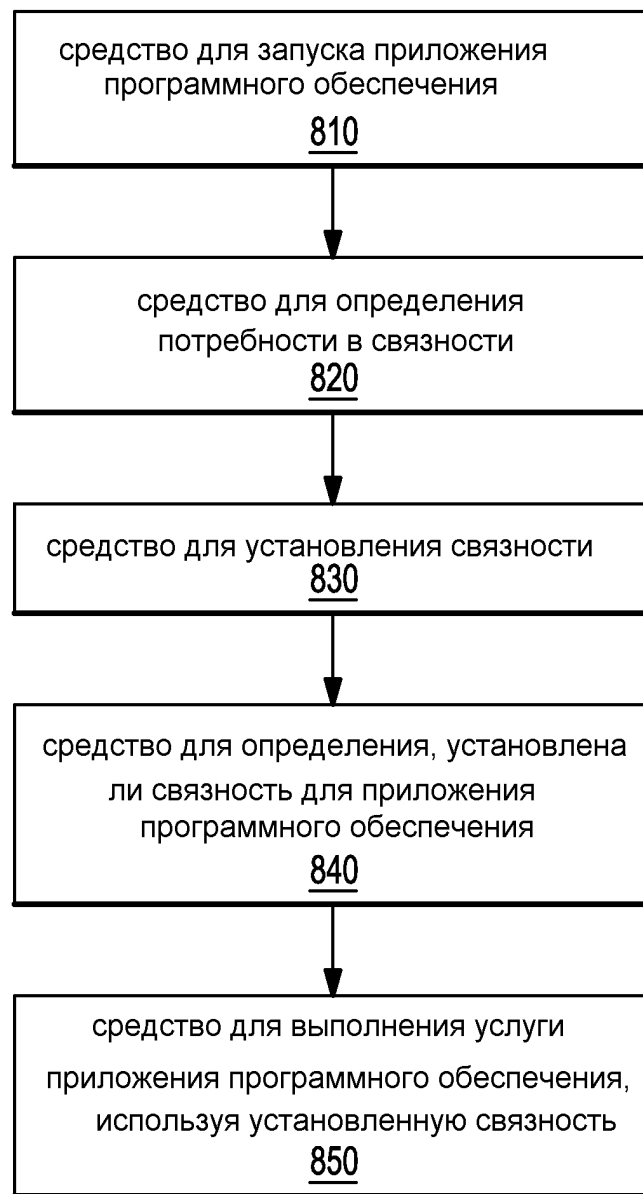 средство для запуска приложения
программного обеспечения
810
средство для определения
потребности в связности
820
средство для установления связности
830
средство для определения, установлена
ли связность для приложения
программного обеспечения
840
средство для выполнения услуги
приложения программного обеспечения,
используя установленную связность
850